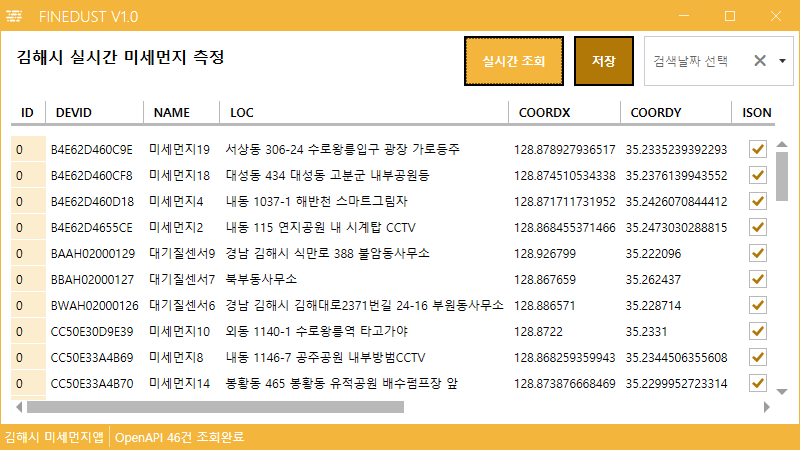 FINEDUST V1.0
김해시 실시간 미세먼지 측정
실시간 조회 저장 검색날짜 선택
ID DEVID NAME LOC COORDX COORDY ISON
0 B4E62D460C9E 미세먼지19 서상동 306-24 수로왕릉입구 광장 가로등주 128.878927936517 35.2335239392293
0 B4E62D460CF8 미세먼지18 대성동 434 대성동 고분군 내부공원등 128.874510534338 35.2376139943552
0 B4E62D460D18 미세먼지4 내동 1037-1 해반천 스마트그림자 128.871711731952 35.2426070844412
0 B4E62D4655CE 미세먼지2 내동 115 연지공원 내 시계탑 CCTV 128.868455371466 35.2473030288815
0 BAAH02000129 대기질센서9 경남 김해시 식만로 388 불암동사무소 128.926799 35.222096
0 BBAH02000127 대기질센서7 북부동사무소 128.867659 35.262437
0 BWAH02000126 대기질센서6 경남 김해시 김해대로2371번길 24-16 부원동사무소 128.886571 35.228714
0 CC50E30D9E39 미세먼지10 외동 1140-1 수로왕릉역 타고가야 128.8722 35.2331
0 CC50E33A4B69 미세먼지8 내동 1146-7 공주공원 내부방범CCTV 128.868259359943 35.2344506355608
0 CC50E33A4B70 미세먼지14 봉황동 465 봉황동 유적공원 배수펌프장 앞 128.873876668469 35.2299952723314
김해시 미세먼지앱 OpenAPI 46건 조회완료